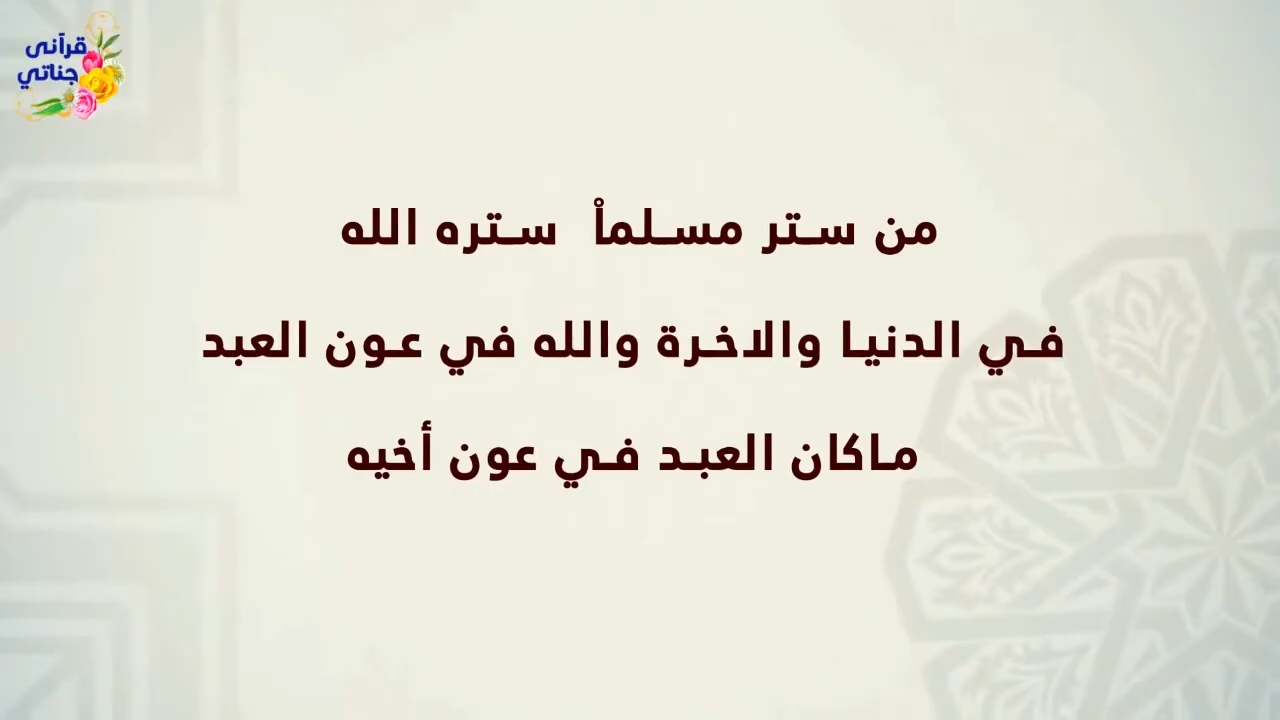 قرآنى
جناتي
من ستر مسلماْ ستره الله
في الدنيا والاخرة والله في عون العبد
ماكان العبد في عون أخيه